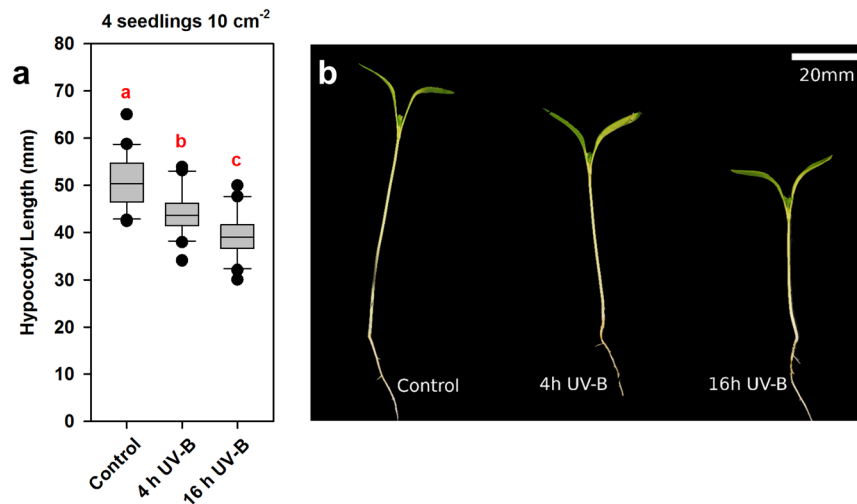 4 seedlings 10 cm⁻²
a
Hypocotyl Length (mm)
80
70
60
50
40
30
20
10
0
a
b
c
Control
4 h UV-B
16 h UV-B
b
20mm
Control
4h UV-B
16h UV-B